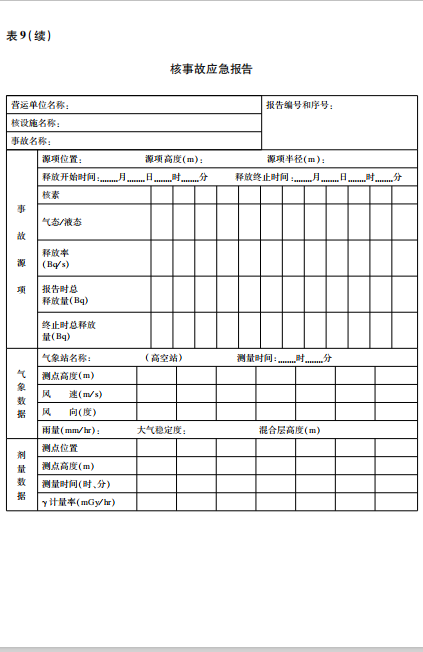 表9(续)
核事故应急报告
营运单位名称: 报告编号和序号:
核设施名称:
事故名称:
事故源项
源项位置: 源项高度(m): 源项半径(m):
释放开始时间:........月........日........时........分 释放终止时间:........月........日........时........分
核素
气态/液态
释放率
(Bq/s)
报告时总
释放量(Bq)
终止时总释放
量(Bq)
气象数据
气象站名称: (高空站) 测量时间:........时........分
测点高度(m)
风 速(m/s)
风 向(度)
雨量(mm/hr): 大气稳定度: 混合层高度(m)
剂量数据
测点位置
测点高度(m)
测量时间(时、分)
γ计量率(mGy/hr)